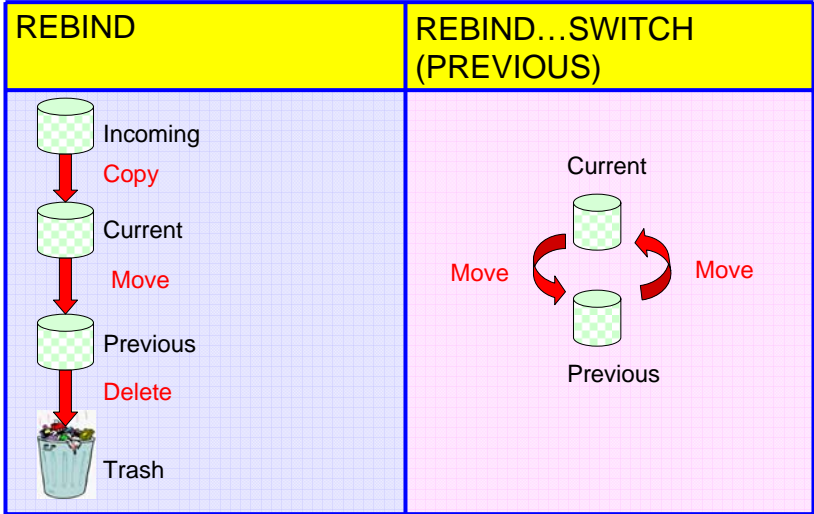 REBIND
REBIND…SWITCH
(PREVIOUS)
Incoming
Copy
Current
Move
Previous
Delete
Trash
Current
Move
Move
Previous